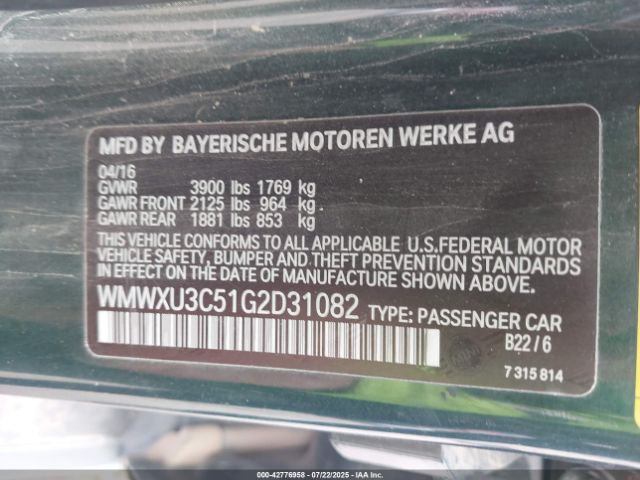 MFD BY BAYERISCHE MOTOREN WERKE AG
04/16
GVWR 3900 lbs 1769 kg
GAWR FRONT 2125 lbs 964 kg
GAWR REAR 1881 lbs 853 kg
THIS VEHICLE CONFORMS TO ALL APPLICABLE U.S.FEDERAL MOTOR
VEHICLE SAFETY, BUMPER AND THEFT PREVENTION STANDARDS
IN EFFECT ON THE DATE OF MANUFACTURE SHOWN ABOVE.
WMWXU3C51G2D31082 TYPE: PASSENGER CAR
B22 / 6
MINI
7 315 814
000-42776958 - 07/22/2025 - IAAI.com